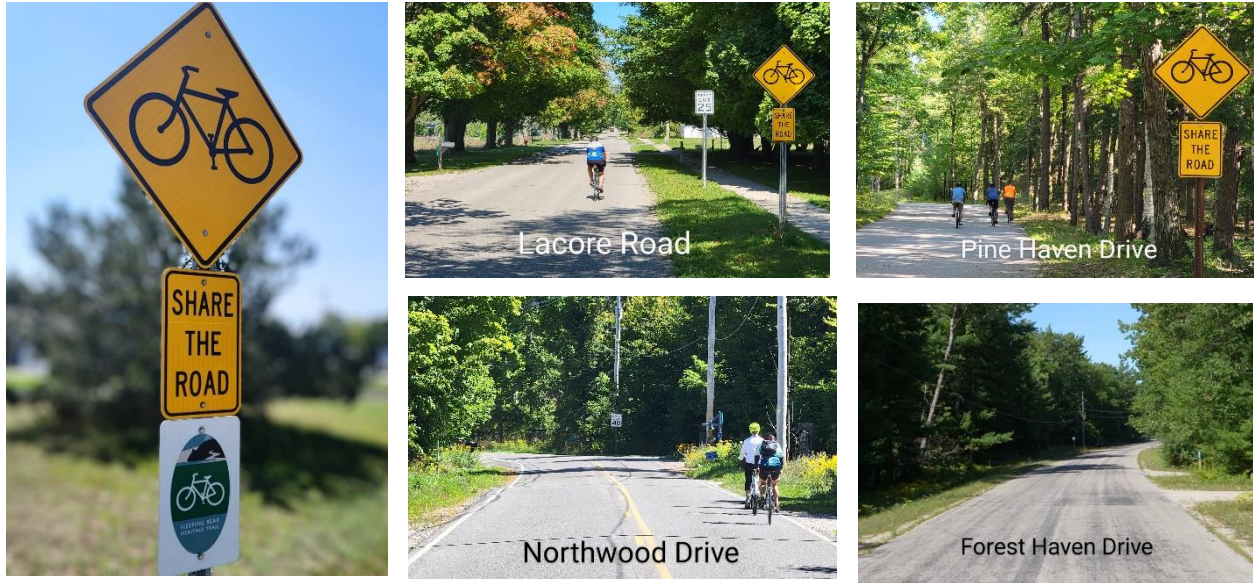 SHARE
THE
ROAD
SLEEPING BEAR
HERITAGE TRAIL
25
SHARE
THE
ROAD
Lacore Road
SHARE
THE
ROAD
Pine Haven Drive
40
Northwood Drive
Forest Haven Drive